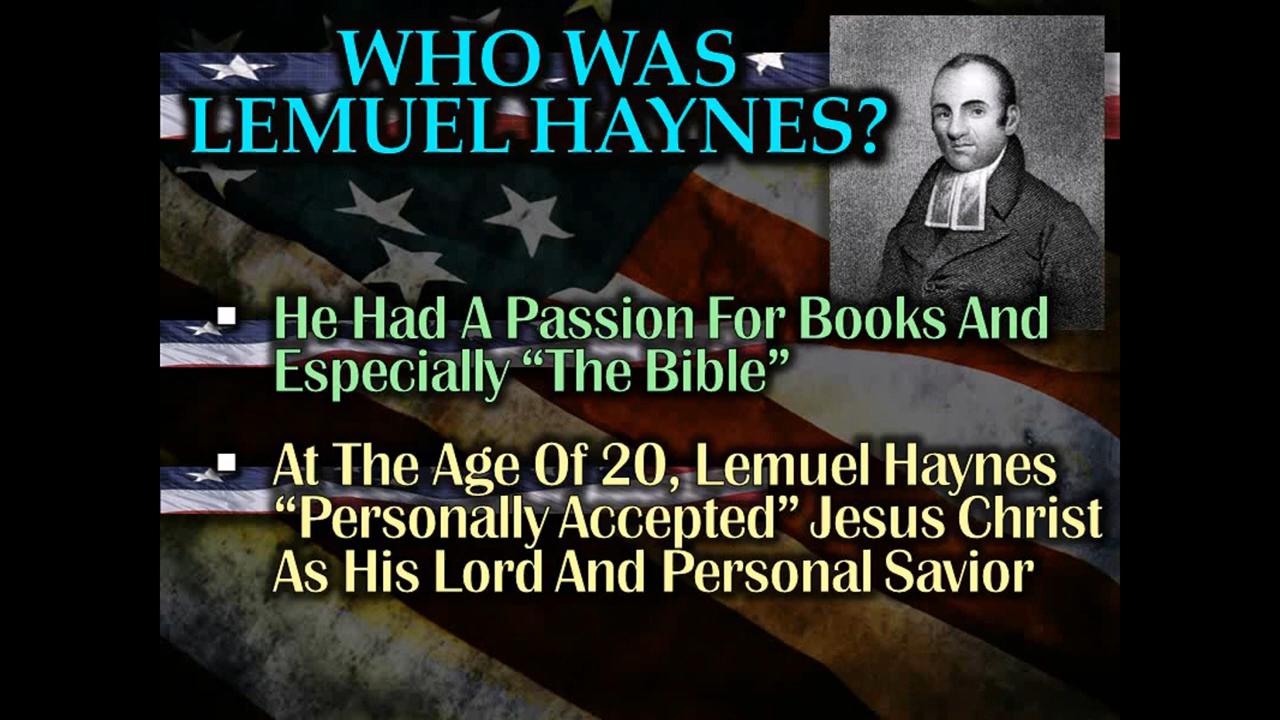 WHO WAS
LEMUEL HAYNES?
▪ He Had A Passion For Books And
Especially “The Bible”
▪ At The Age Of 20, Lemuel Haynes
“Personally Accepted” Jesus Christ
As His Lord And Personal Savior